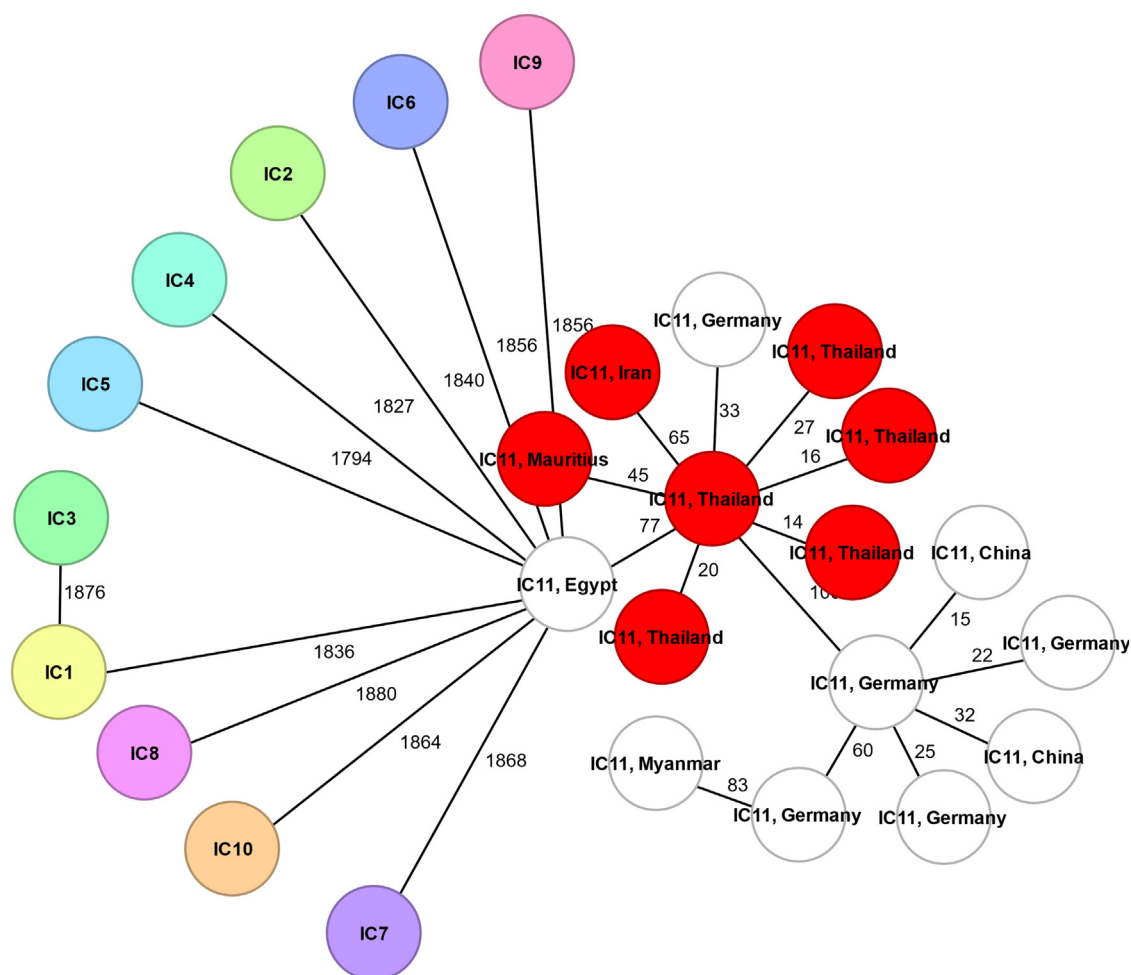 IC9
IC6
IC2
IC4
IC11, Germany
1856
1856
IC11, Thailand
IC11, Iran
IC5
1840
1827
33
27
IC11, Thailand
65
16
1794
IC11, Mauritius
45
IC11, Thailand
IC3
77
14
IC11, Thailand
IC11, China
20
1876
IC11, Egypt
IC11, Thailand
15
IC11, Germany
1836
22
IC1
IC11, Germany
1880
32
IC8
1864
60
25
IC11, China
1868
IC11, Myanmar
83
IC11, Germany
IC11, Germany
IC10
IC7